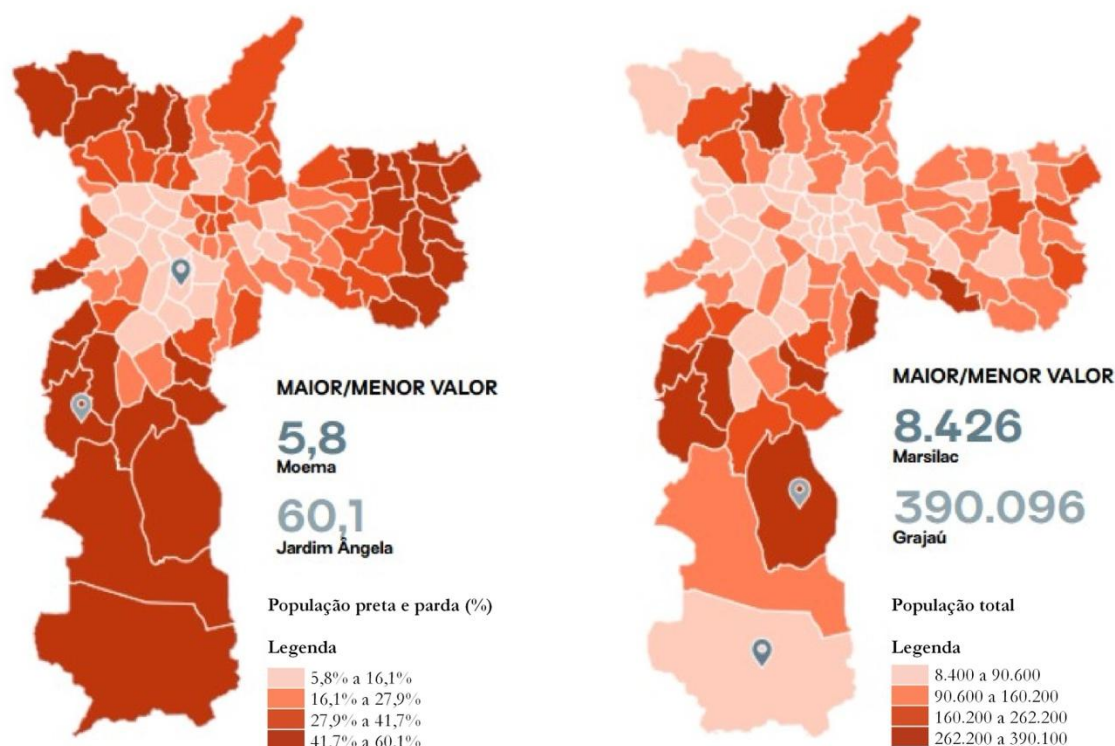 MAIOR/MENOR VALOR
5,8
Moema
60,1
Jardim Ângela
População preta e parda (%)
Legenda
5,8% a 16,1%
16,1% a 27,9%
27,9% a 41,7%
41,7% a 60,1%
MAIOR/MENOR VALOR
8.426
Marsilac
390.096
Grajaú
População total
Legenda
8.400 a 90.600
90.600 a 160.200
160.200 a 262.200
262.200 a 390.100